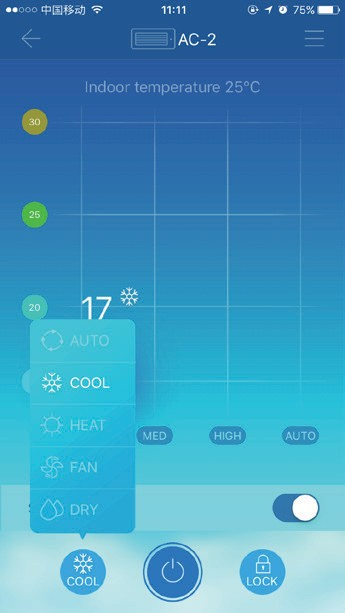 中国移动 11:11 75%
AC-2
Indoor temperature 25°C
30
25
20
17
AUTO
COOL
HEAT
MED HIGH AUTO
FAN
DRY
COOL LOCK